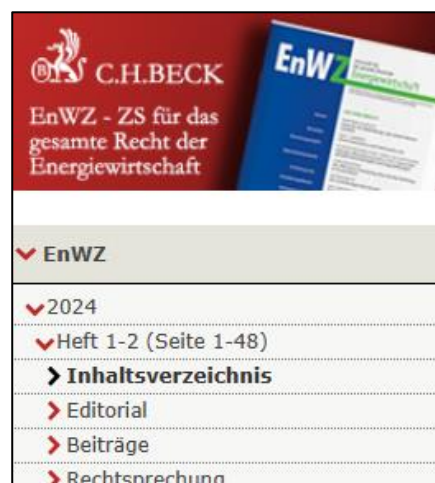 C.H.BECK
EnWZ
EnWZ - ZS für das
gesamte Recht der
Energiewirtschaft
EnWZ
2024
Heft 1-2 (Seite 1-48)
Inhaltsverzeichnis
Editorial
Beiträge
Rechtsprechung